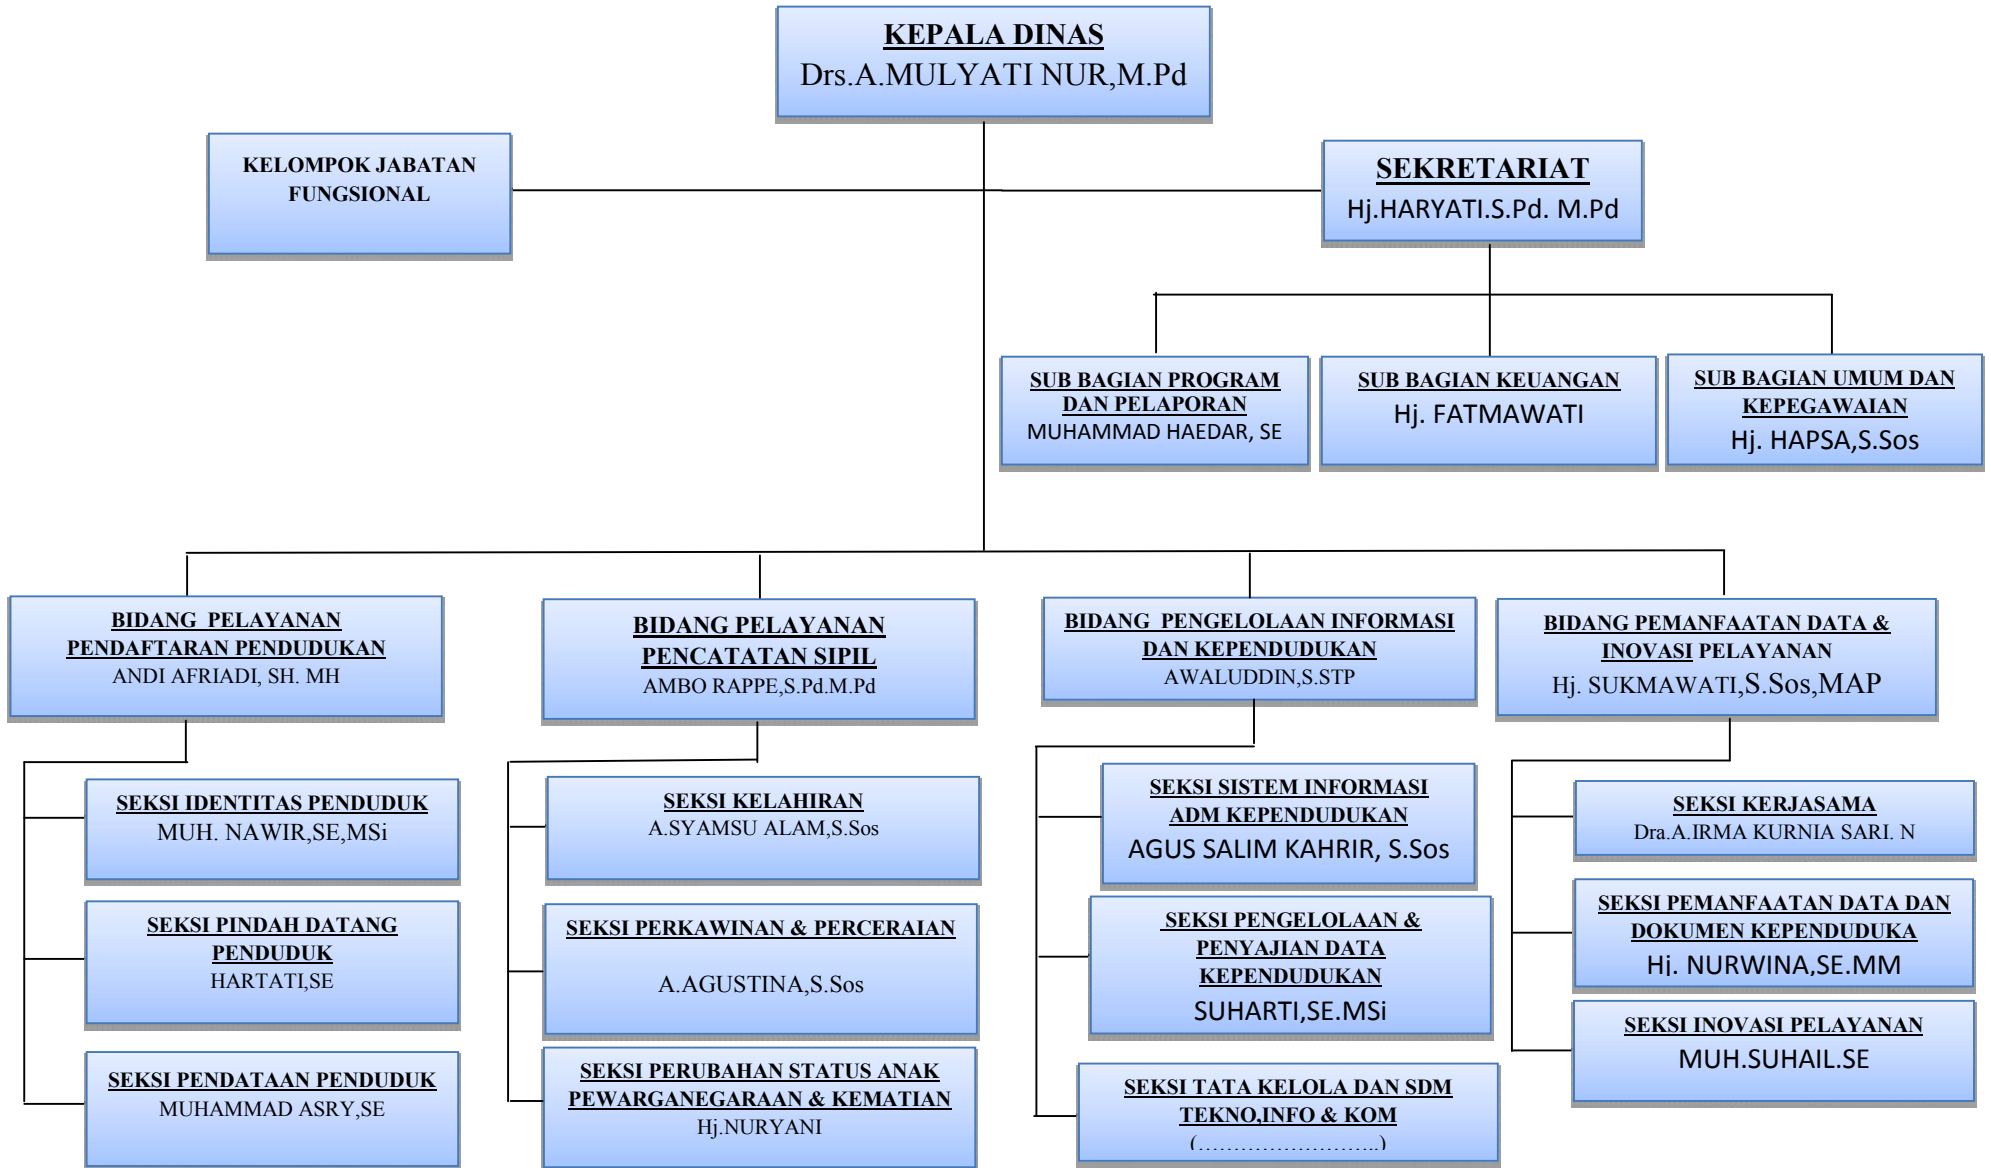 KEPALA DINAS
Drs.A.MULYATI NUR,M.Pd
KELOMPOK JABATAN
FUNGSIONAL
SEKRETARIAT
Hj.HARYATI.S.Pd. M.Pd
SUB BAGIAN PROGRAM
DAN PELAPORAN
MUHAMMAD HAEDAR, SE
SUB BAGIAN KEUANGAN
Hj. FATMAWATI
SUB BAGIAN UMUM DAN
KEPEGAWAIAN
Hj. HAPSA,S.Sos
BIDANG PELAYANAN
PENDAFTARAN PENDUDUKAN
ANDI AFRIADI, SH. MH
BIDANG PELAYANAN
PENCATATAN SIPIL
AMBO RAPPE,S.Pd.M.Pd
BIDANG PENGELOLAAN INFORMASI
DAN KEPENDUDUKAN
AWALUDDIN,S.STP
BIDANG PEMANFAATAN DATA &
INOVASI PELAYANAN
Hj. SUKMAWATI,S.Sos,MAP
SEKSI IDENTITAS PENDUDUK
MUH. NAWIR,SE,MSi
SEKSI PINDAH DATANG
PENDUDUK
HARTATI,SE
SEKSI PENDATAAN PENDUDUK
MUHAMMAD ASRY,SE
SEKSI KELAHIRAN
A.SYAMSU ALAM,S.Sos
SEKSI PERKAWINAN & PERCERAIAN
A.AGUSTINA,S.Sos
SEKSI PERUBAHAN STATUS ANAK
PEWARGANEGARAAN & KEMATIAN
Hj.NURYANI
SEKSI SISTEM INFORMASI
ADM KEPENDUDUKAN
AGUS SALIM KAHRIR, S.Sos
SEKSI PENGELOLAAN &
PENYAJIAN DATA
KEPENDUDUKAN
SUHARTI,SE.MSi
SEKSI TATA KELOLA DAN SDM
TEKNO,INFO & KOM
(……………………..)
SEKSI KERJASAMA
Dra.A.IRMA KURNIA SARI. N
SEKSI PEMANFAATAN DATA DAN
DOKUMEN KEPENDUDUKA
Hj. NURWINA,SE.MM
SEKSI INOVASI PELAYANAN
MUH.SUHAIL.SE